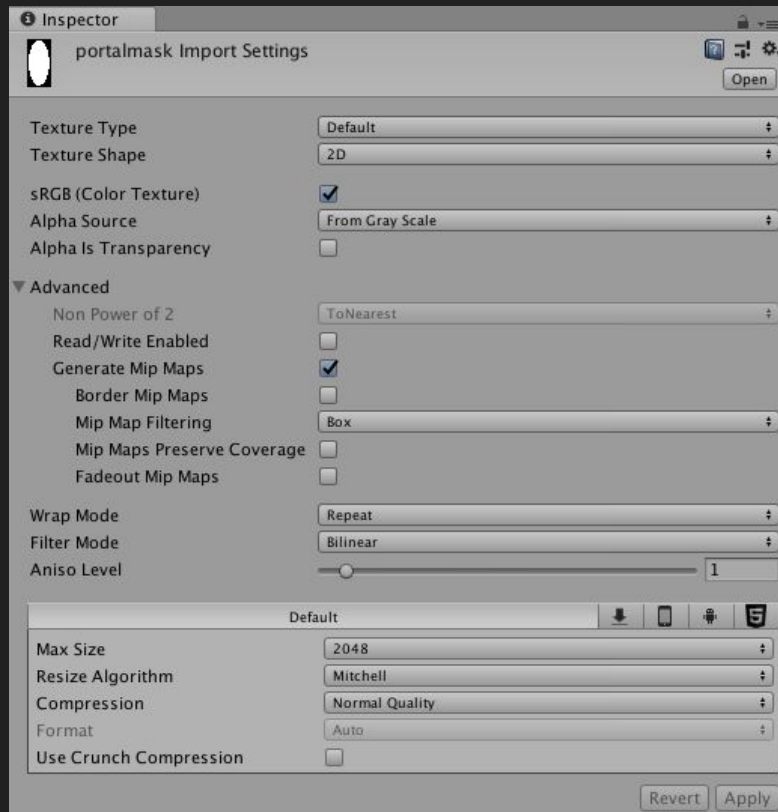 Inspector
portalmask Import Settings
Open
Texture Type Default
Texture Shape 2D
sRGB (Color Texture)
Alpha Source From Gray Scale
Alpha Is Transparency
Advanced
Non Power of 2 ToNearest
Read/Write Enabled
Generate Mip Maps
Border Mip Maps
Mip Map Filtering Box
Mip Maps Preserve Coverage
Fadeout Mip Maps
Wrap Mode Repeat
Filter Mode Bilinear
Aniso Level 1
Default
Max Size 2048
Resize Algorithm Mitchell
Compression Normal Quality
Format Auto
Use Crunch Compression
Revert Apply